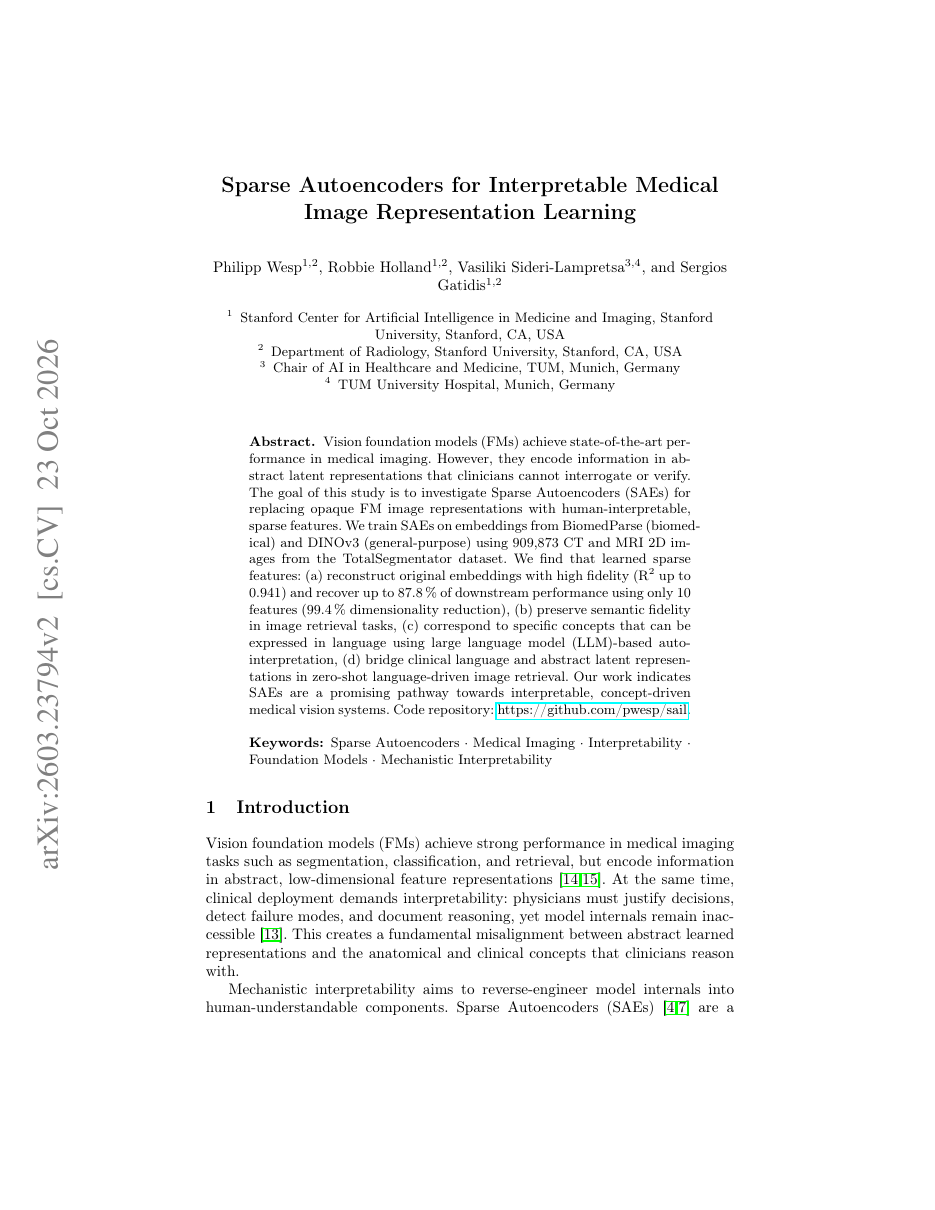 Sparse Autoencoders for Interpretable Medical
Image Representation Learning
Philipp Wesp1,2, Robbie Holland1,2, Vasiliki Sideri-Lampretsa3,4, and Sergios
Gatidis1,2
1 Stanford Center for Artificial Intelligence in Medicine and Imaging, Stanford
University, Stanford, CA, USA
2 Department of Radiology, Stanford University, Stanford, CA, USA
3 Chair of AI in Healthcare and Medicine, TUM, Munich, Germany
4 TUM University Hospital, Munich, Germany
arXiv:2603.23794v2 [cs.CV] 23 Oct 2026
Abstract. Vision foundation models (FMs) achieve state-of-the-art per-
formance in medical imaging. However, they encode information in ab-
stract latent representations that clinicians cannot interrogate or verify.
The goal of this study is to investigate Sparse Autoencoders (SAEs) for
replacing opaque FM image representations with human-interpretable,
sparse features. We train SAEs on embeddings from BiomedParse (biomed-
ical) and DINOv3 (general-purpose) using 909,873 CT and MRI 2D im-
ages from the TotalSegmentator dataset. We find that learned sparse
features: (a) reconstruct original embeddings with high fidelity (R2 up to
0.941) and recover up to 87.8 % of downstream performance using only 10
features (99.4 % dimensionality reduction), (b) preserve semantic fidelity
in image retrieval tasks, (c) correspond to specific concepts that can be
expressed in language using large language model (LLM)-based auto-
interpretation, (d) bridge clinical language and abstract latent represen-
tations in zero-shot language-driven image retrieval. Our work indicates
SAEs are a promising pathway towards interpretable, concept-driven
medical vision systems. Code repository: https://github.com/pwesp/sail.
Keywords: Sparse Autoencoders · Medical Imaging · Interpretability ·
Foundation Models · Mechanistic Interpretability
1 Introduction
Vision foundation models (FMs) achieve strong performance in medical imaging
tasks such as segmentation, classification, and retrieval, but encode information
in abstract, low-dimensional feature representations [14,15]. At the same time,
clinical deployment demands interpretability: physicians must justify decisions,
detect failure modes, and document reasoning, yet model internals remain inac-
cessible [13]. This creates a fundamental misalignment between abstract learned
representations and the anatomical and clinical concepts that clinicians reason
with.
Mechanistic interpretability aims to reverse-engineer model internals into
human-understandable components. Sparse Autoencoders (SAEs) [4,7] are a